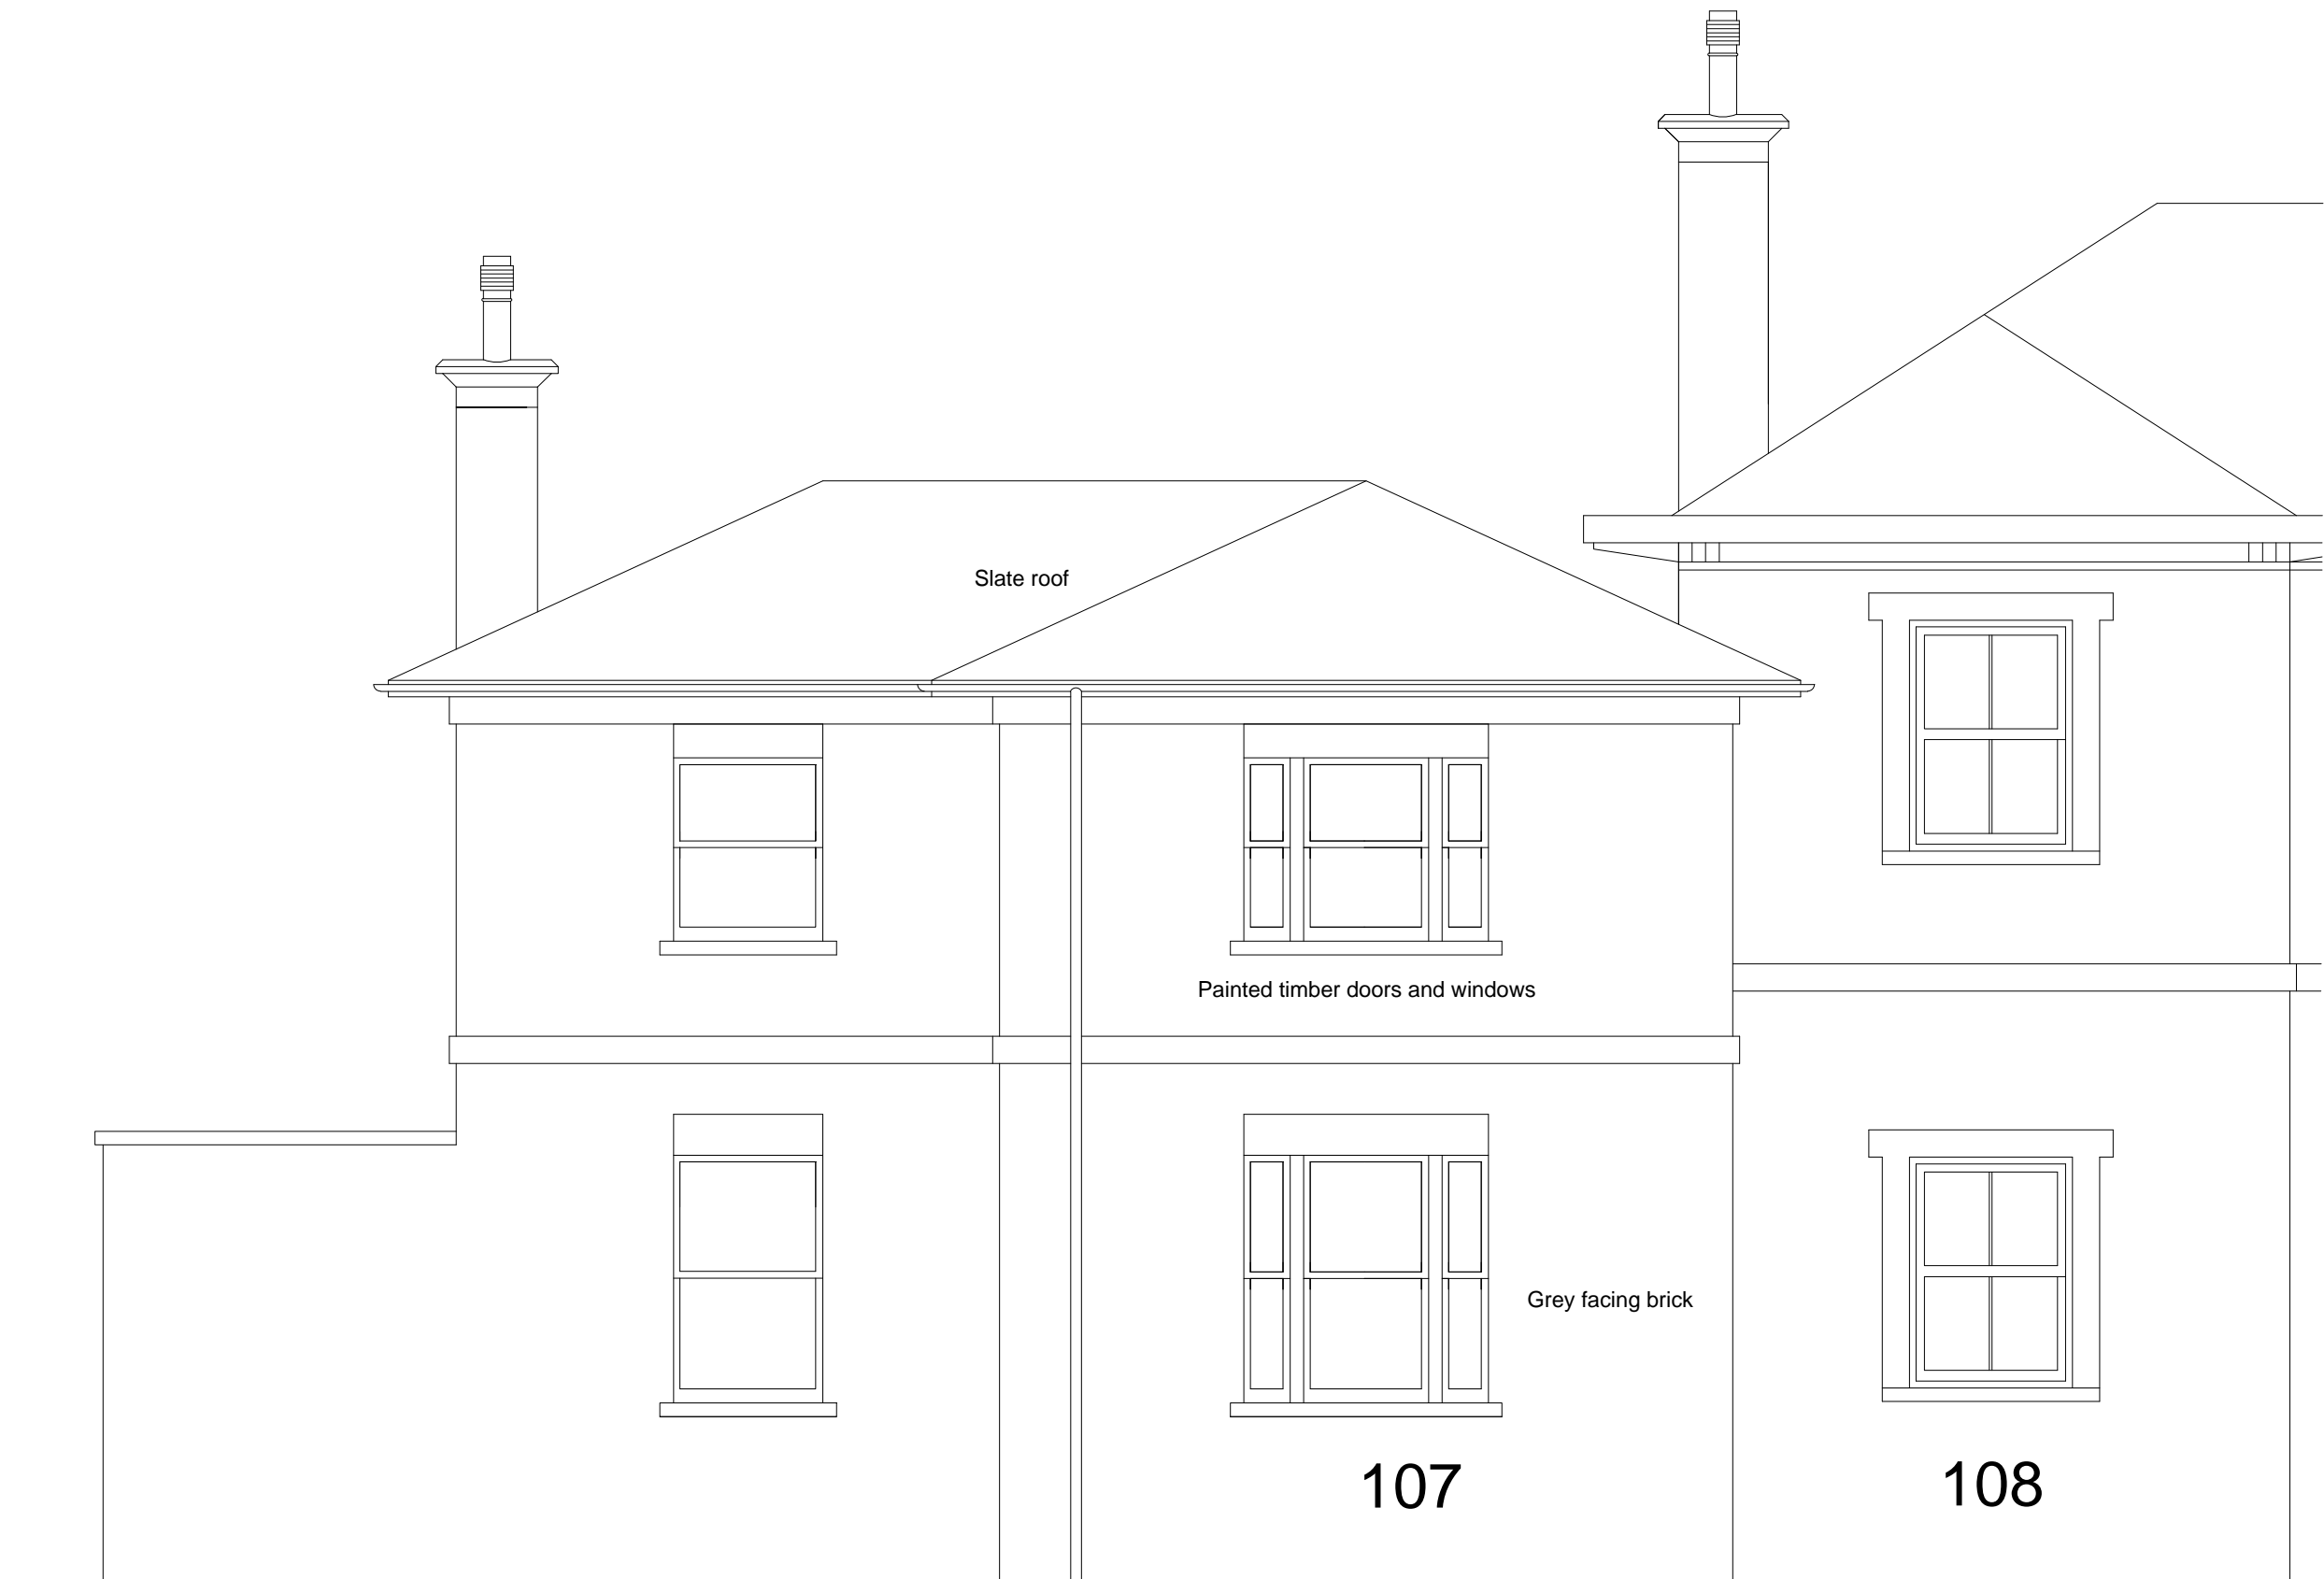 Slate roof
Painted timber doors and windows
Grey facing brick
107
108